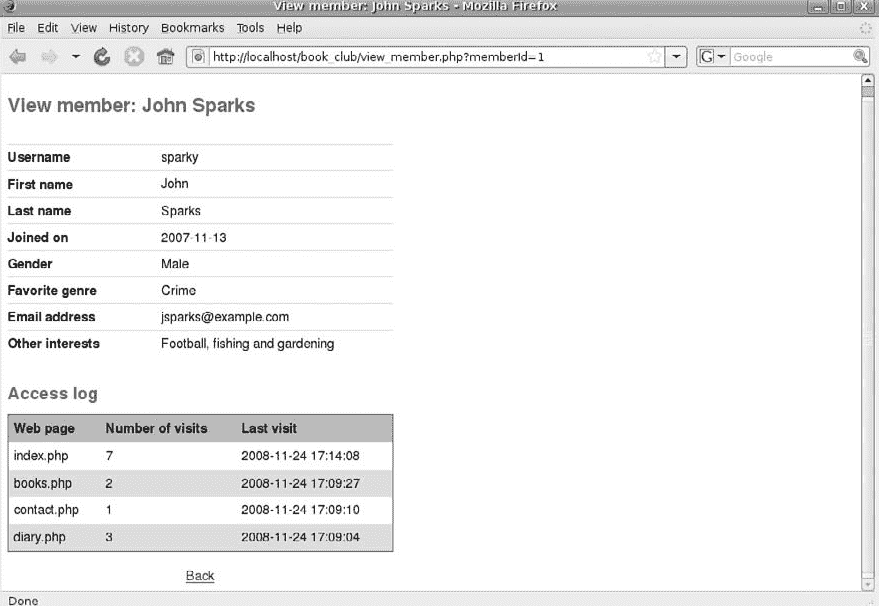 View member: John Sparks - Mozilla Firefox
File Edit View History Bookmarks Tools Help
http://localhost/book_club/view_member.php?memberId=1 G Google
View member: John Sparks
Username sparky
First name John
Last name Sparks
Joined on 2007-11-13
Gender Male
Favorite genre Crime
Email address jsparks@example.com
Other interests Football, fishing and gardening
Access log
Web page Number of visits Last visit
index.php 7 2008-11-24 17:14:08
books.php 2 2008-11-24 17:09:27
contact.php 1 2008-11-24 17:09:10
diary.php 3 2008-11-24 17:09:04
Back
Done